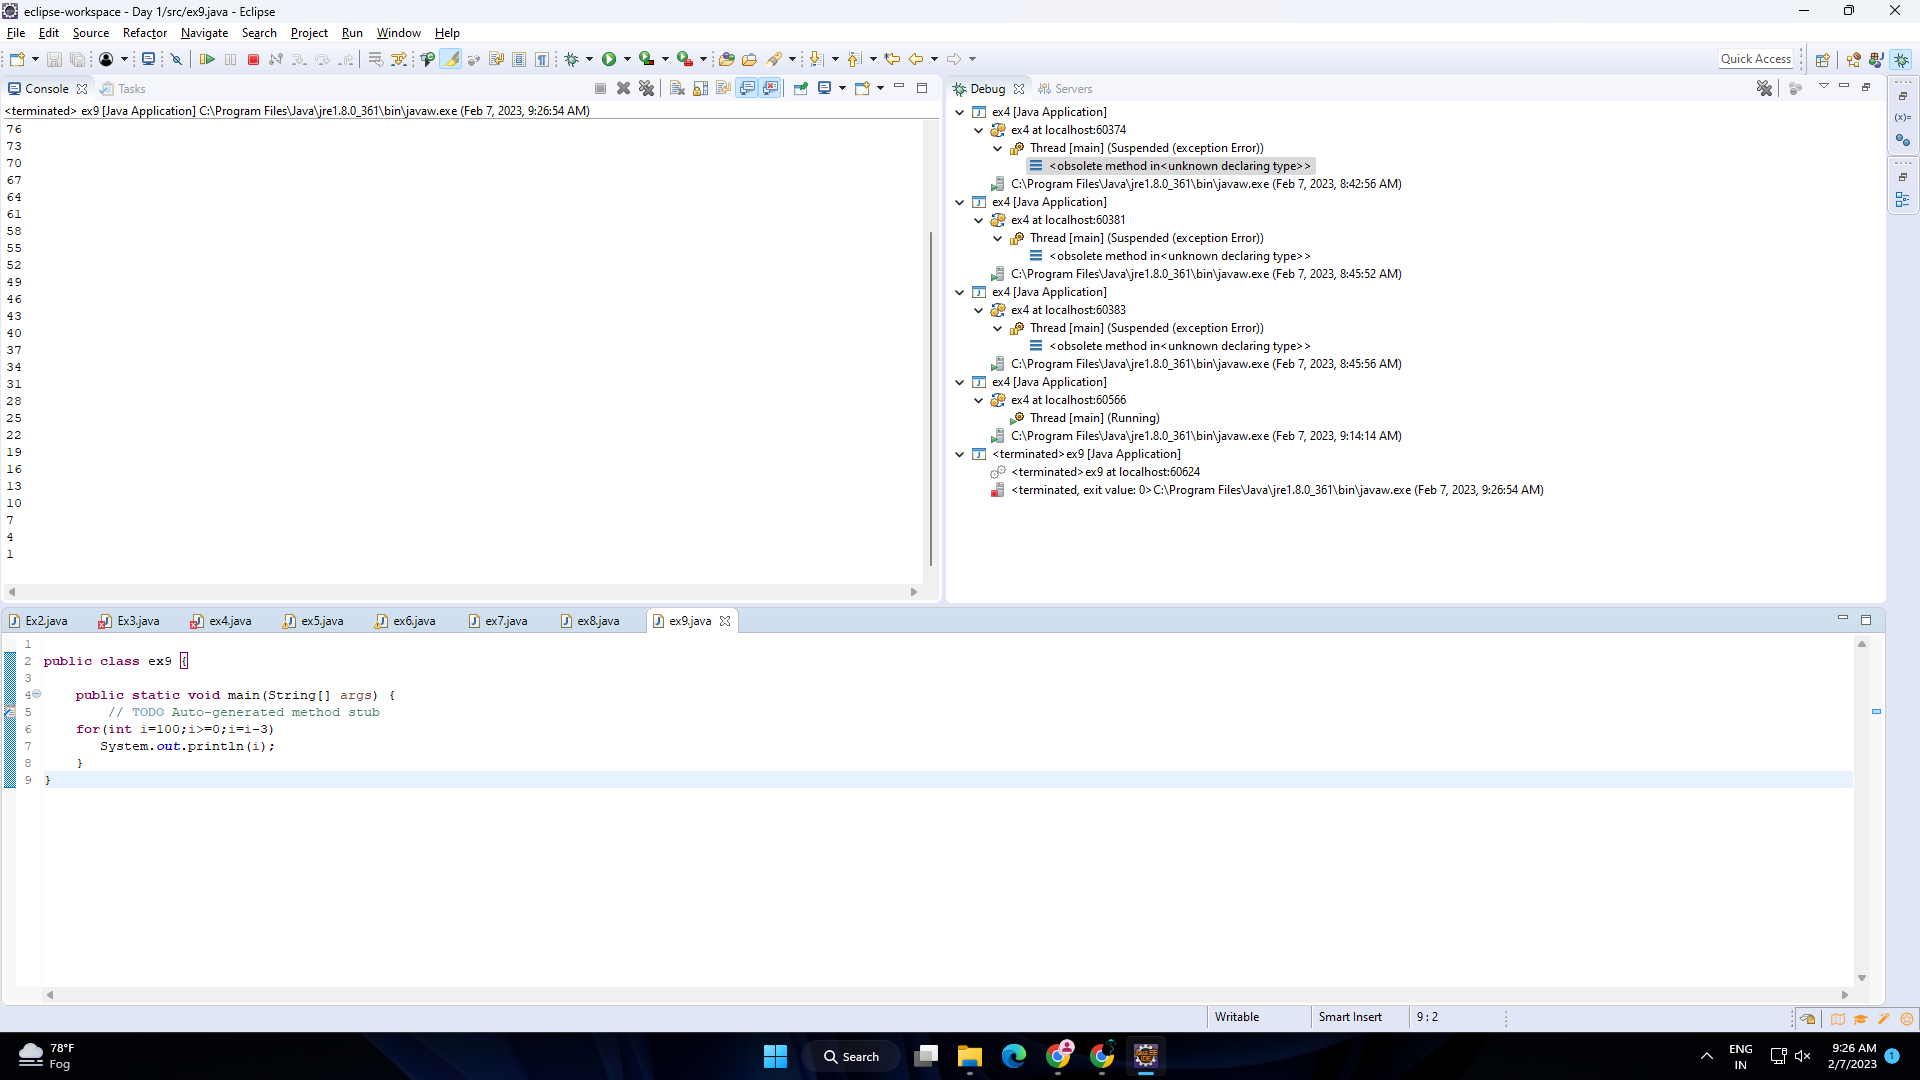 eclipse-workspace - Day 1/src/ex9.java - Eclipse
File Edit Source Refactor Navigate Search Project Run Window Help
Quick Access
Console Tasks
<terminated> ex9 [Java Application] C:\Program Files\Java\jre1.8.0_361\bin\javaw.exe (Feb 7, 2023, 9:26:54 AM)
76
73
70
67
64
61
58
55
52
49
46
43
40
37
34
31
28
25
22
19
16
13
10
7
4
1
Debug Servers
ex4 [Java Application]
ex4 at localhost:60374
Thread [main] (Suspended (exception Error))
<obsolete method in<unknown declaring type>>
C:\Program Files\Java\jre1.8.0_361\bin\javaw.exe (Feb 7, 2023, 8:42:56 AM)
ex4 [Java Application]
ex4 at localhost:60381
Thread [main] (Suspended (exception Error))
<obsolete method in<unknown declaring type>>
C:\Program Files\Java\jre1.8.0_361\bin\javaw.exe (Feb 7, 2023, 8:45:52 AM)
ex4 [Java Application]
ex4 at localhost:60383
Thread [main] (Suspended (exception Error))
<obsolete method in<unknown declaring type>>
C:\Program Files\Java\jre1.8.0_361\bin\javaw.exe (Feb 7, 2023, 8:45:56 AM)
ex4 [Java Application]
ex4 at localhost:60566
Thread [main] (Running)
C:\Program Files\Java\jre1.8.0_361\bin\javaw.exe (Feb 7, 2023, 9:14:14 AM)
<terminated>ex9 [Java Application]
<terminated>ex9 at localhost:60624
<terminated, exit value: 0>C:\Program Files\Java\jre1.8.0_361\bin\javaw.exe (Feb 7, 2023, 9:26:54 AM)
(x)=
Ex2.java Ex3.java ex4.java ex5.java ex6.java ex7.java ex8.java ex9.java
1
2 public class ex9 {
3
4 public static void main(String[] args) {
5 // TODO Auto-generated method stub
6 for(int i=100;i>=0;i=i-3)
7 System.out.println(i);
8 }
9 }
Writable Smart Insert 9 : 2
78°F
Fog
Search
Java EE
IDE
ENG
IN
9:26 AM
2/7/2023
1